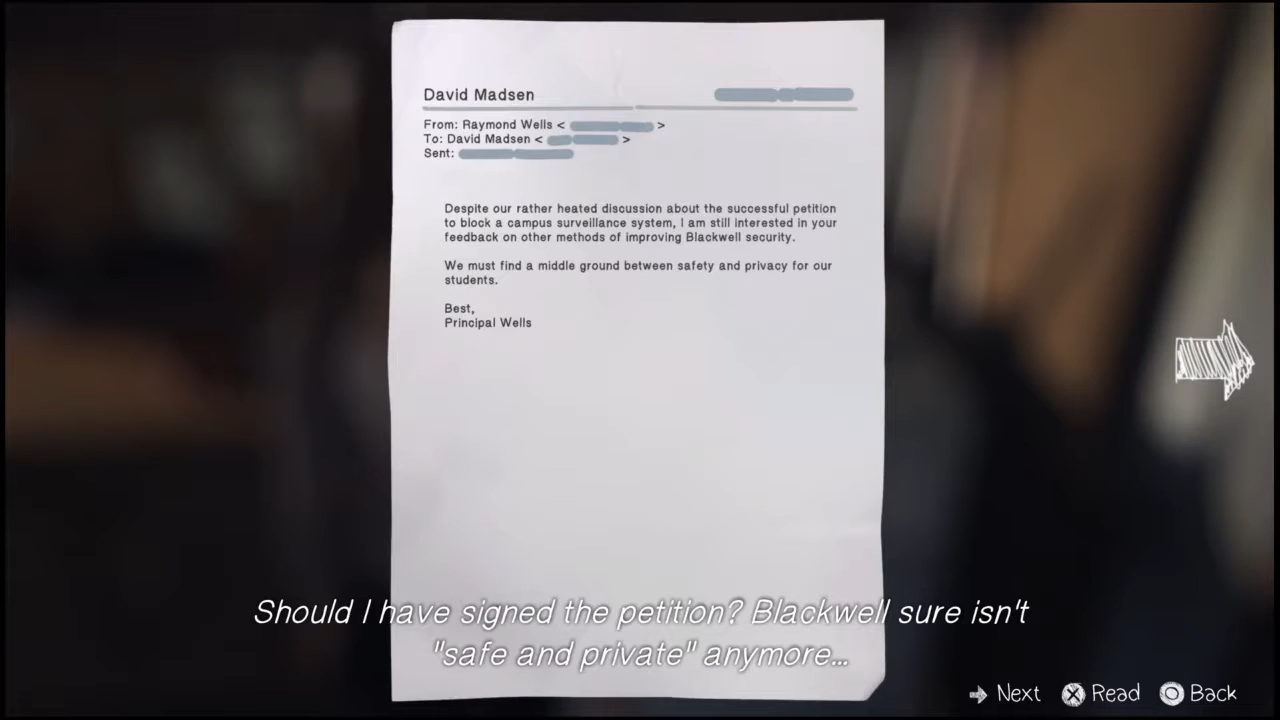 David Madsen
From: Raymond Wells < >
To: David Madsen < >
Sent:
Despite our rather heated discussion about the successful petition
to block a campus surveillance system, I am still interested in your
feedback on other methods of improving Blackwell security.
We must find a middle ground between safety and privacy for our
students.
Best,
Principal Wells
Should I have signed the petition? Blackwell sure isn't
"safe and private" anymore...
Next Read Back